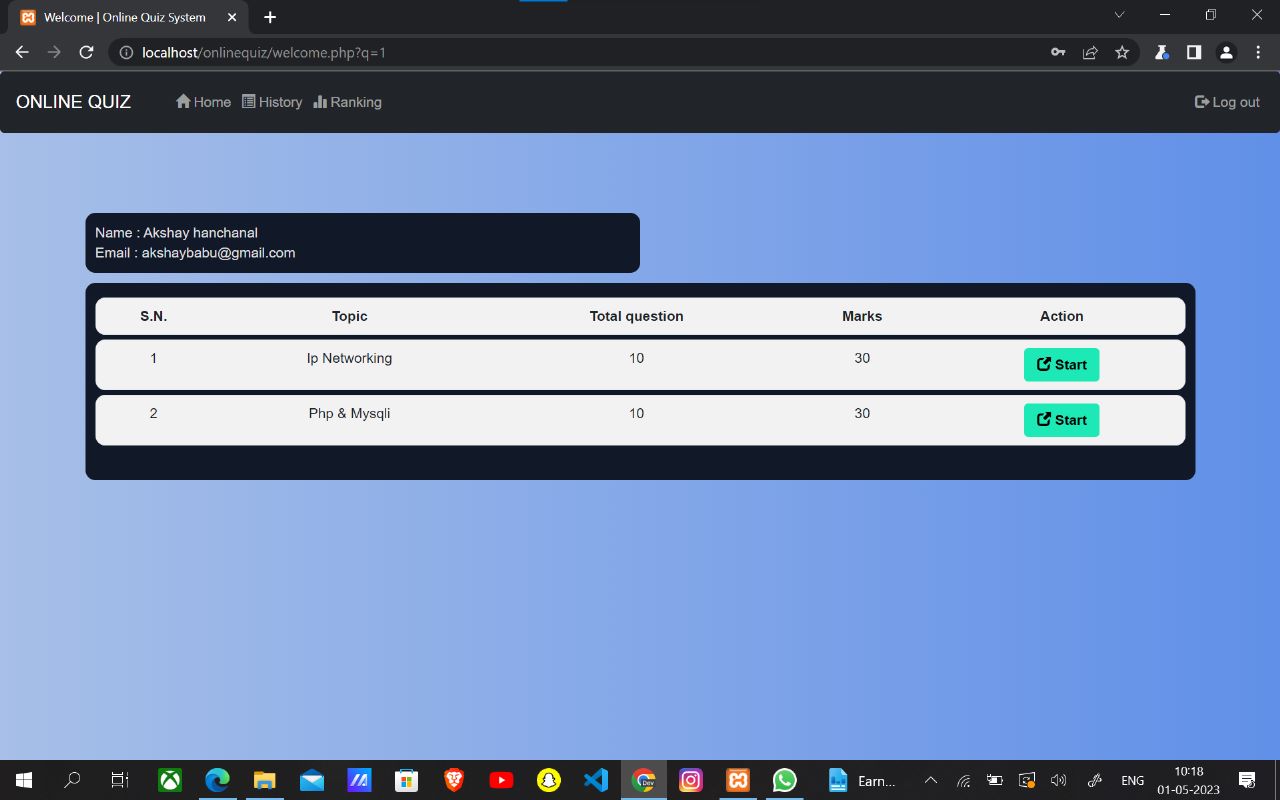 Welcome | Online Quiz System
localhost/onlinequiz/welcome.php?q=1
ONLINE QUIZ Home History Ranking Log out
Name : Akshay hanchanal
Email : akshaybabu@gmail.com
S.N. Topic Total question Marks Action
1 Ip Networking 10 30 Start
2 Php & Mysqli 10 30 Start
Dev
Earn...
ENG
10:18
01-05-2023